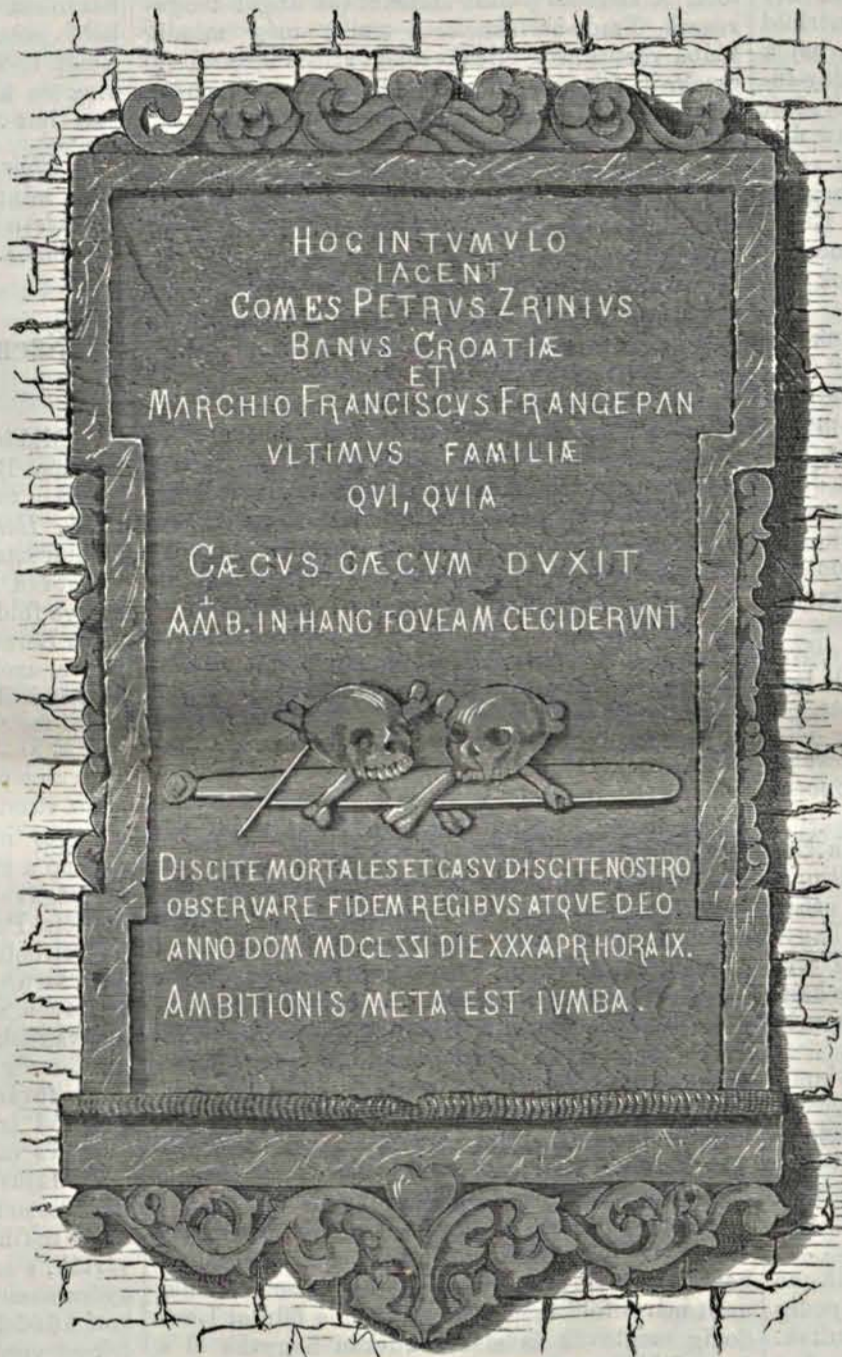 HOC IN TVMVLO
IACENT
COMES PETRVS ZRINIVS
BANVS CROATIÆ
ET
MARCHIO FRANCISCVS FRANGEPAN
VLTIMVS FAMILIÆ
QVI, QVIA
CÆCVS CÆCVM DVXIT
AMB. IN HANC FOVEAM CECIDERVNT
DISCITE MORTALES ET CASV DISCITE NOSTRO
OBSERVARE FIDEM REGIBVS ATQVE DEO
ANNO DOM MDCLSSI DIE XXX APR HORA IX.
AMBITIONIS META EST IVMBA.